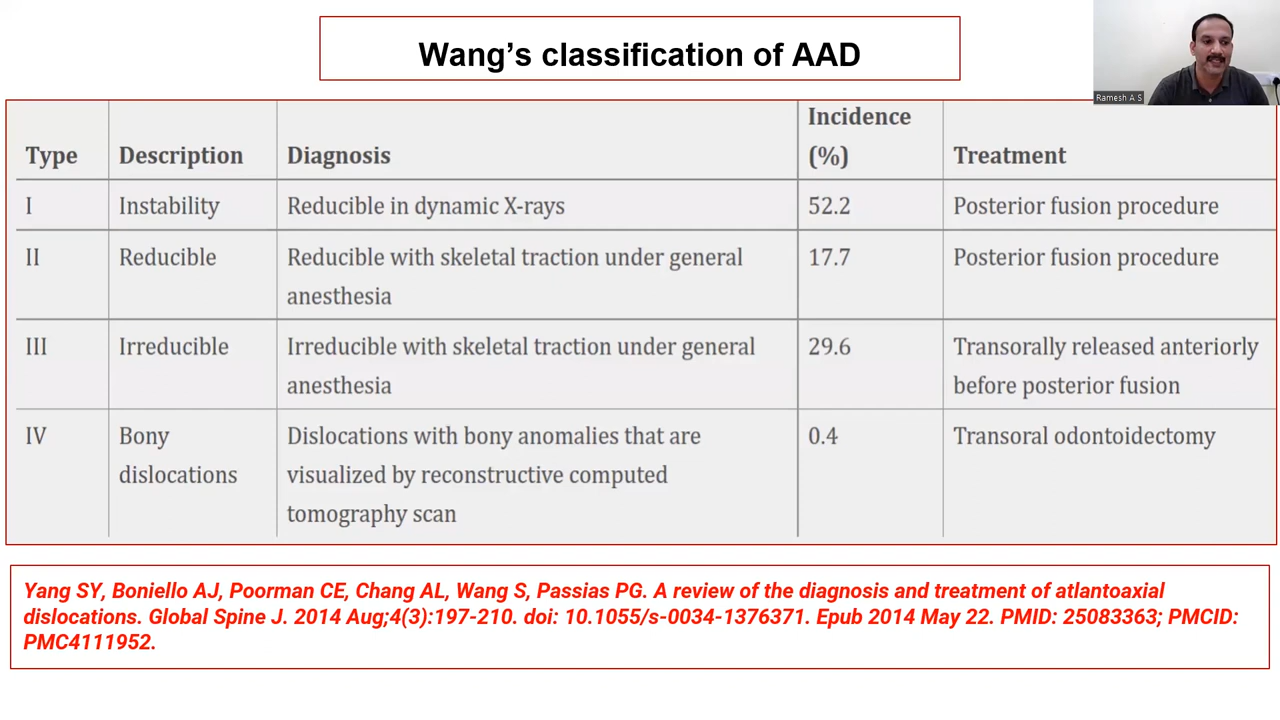 Wang’s classification of AAD
Ramesh A S
Type Description Diagnosis Incidence (%) Treatment
I Instability Reducible in dynamic X-rays 52.2 Posterior fusion procedure
II Reducible Reducible with skeletal traction under general 17.7 Posterior fusion procedure
anesthesia
III Irreducible Irreducible with skeletal traction under general 29.6 Transorally released anteriorly
anesthesia before posterior fusion
IV Bony Dislocations with bony anomalies that are 0.4 Transoral odontoidectomy
dislocations visualized by reconstructive computed
tomography scan
Yang SY, Boniello AJ, Poorman CE, Chang AL, Wang S, Passias PG. A review of the diagnosis and treatment of atlantoaxial
dislocations. Global Spine J. 2014 Aug;4(3):197-210. doi: 10.1055/s-0034-1376371. Epub 2014 May 22. PMID: 25083363; PMCID:
PMC4111952.